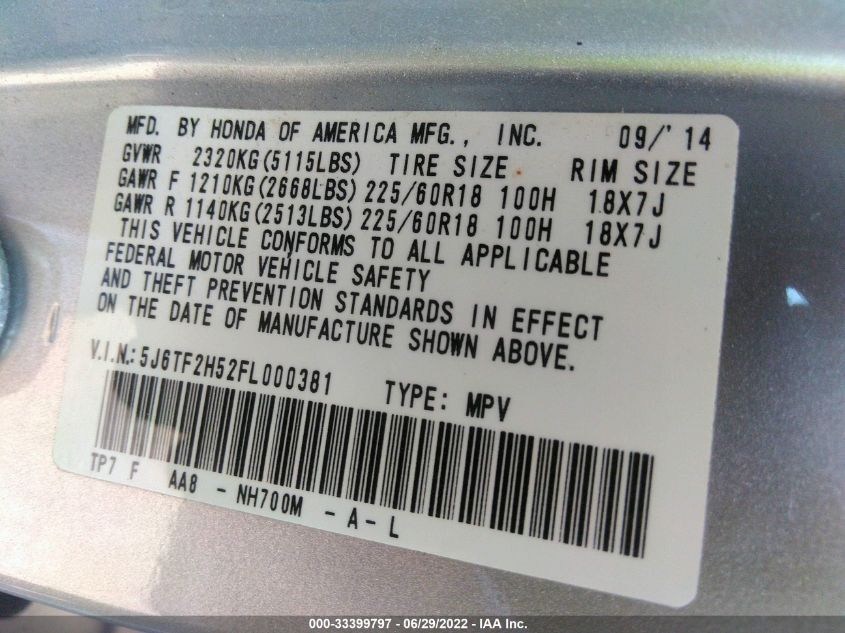 MFD. BY HONDA OF AMERICA MFG., INC. 09/'14
GVWR 2320KG(5115LBS) TIRE SIZE RIM SIZE
GAWR F 1210KG(2668LBS) 225/60R18 100H 18X7J
GAWR R 1140KG(2513LBS) 225/60R18 100H 18X7J
THIS VEHICLE CONFORMS TO ALL APPLICABLE
FEDERAL MOTOR VEHICLE SAFETY
AND THEFT PREVENTION STANDARDS IN EFFECT
ON THE DATE OF MANUFACTURE SHOWN ABOVE.
V.I.N.: 5J6TF2H52FL000381 TYPE: MPV
TP7 F AA8 - NH700M - A - L
000-33399797 - 06/29/2022 - IAA Inc.